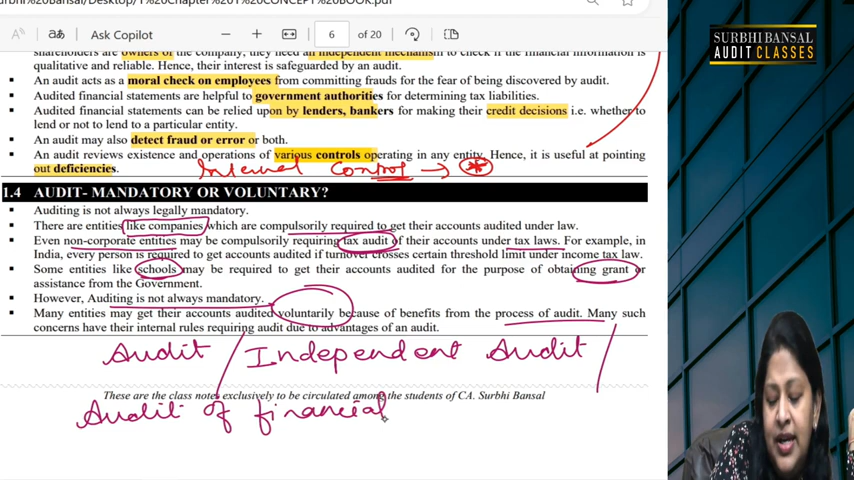 urbhi Bansal/Desktop/1%20Chapter%201%20CONCEPT%20BOOK.pdf
Ask Copilot
6 of 20
SURBHI BANSAL
AUDIT CLASSES
shareholders are owners of the company, they need an independent mechanism to check if the financial information is
qualitative and reliable. Hence, their interest is safeguarded by an audit.
▪ An audit acts as a moral check on employees from committing frauds for the fear of being discovered by audit.
▪ Audited financial statements are helpful to government authorities for determining tax liabilities.
▪ Audited financial statements can be relied upon by lenders, bankers for making their credit decisions i.e. whether to
lend or not to lend to a particular entity.
▪ An audit may also detect fraud or error or both.
▪ An audit reviews existence and operations of various controls operating in any entity. Hence, it is useful at pointing
out deficiencies.
Internal Control → *
1.4 AUDIT- MANDATORY OR VOLUNTARY?
▪ Auditing is not always legally mandatory.
▪ There are entities like companies which are compulsorily required to get their accounts audited under law.
▪ Even non-corporate entities may be compulsorily requiring tax audit of their accounts under tax laws. For example, in
India, every person is required to get accounts audited if turnover crosses certain threshold limit under income tax law.
▪ Some entities like schools may be required to get their accounts audited for the purpose of obtaining grant or
assistance from the Government.
▪ However, Auditing is not always mandatory.
▪ Many entities may get their accounts audited voluntarily because of benefits from the process of audit. Many such
concerns have their internal rules requiring audit due to advantages of an audit.
Audit / Independent Audit /
These are the class notes exclusively to be circulated among the students of CA. Surbhi Bansal
Audit of financial